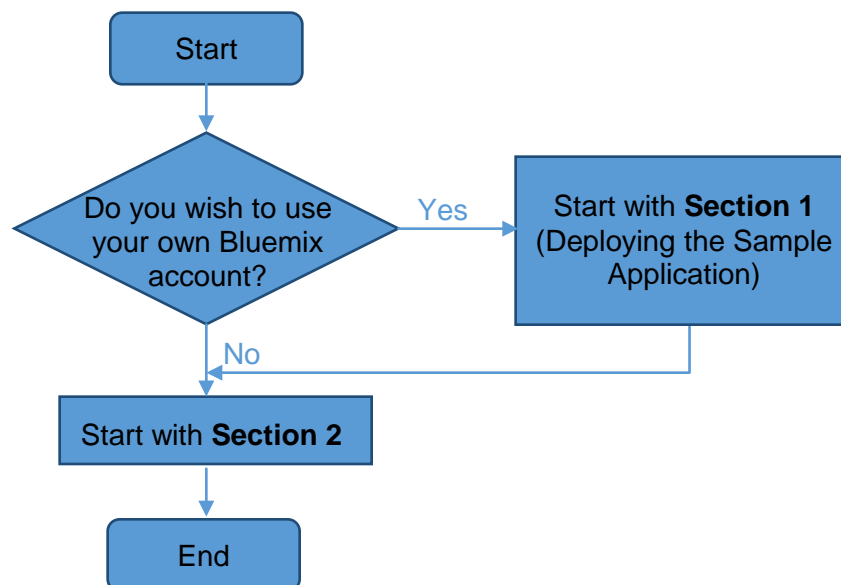 Start
Do you wish to use
your own Bluemix
account?
Yes
Start with Section 1
(Deploying the Sample
Application)
No
Start with Section 2
End